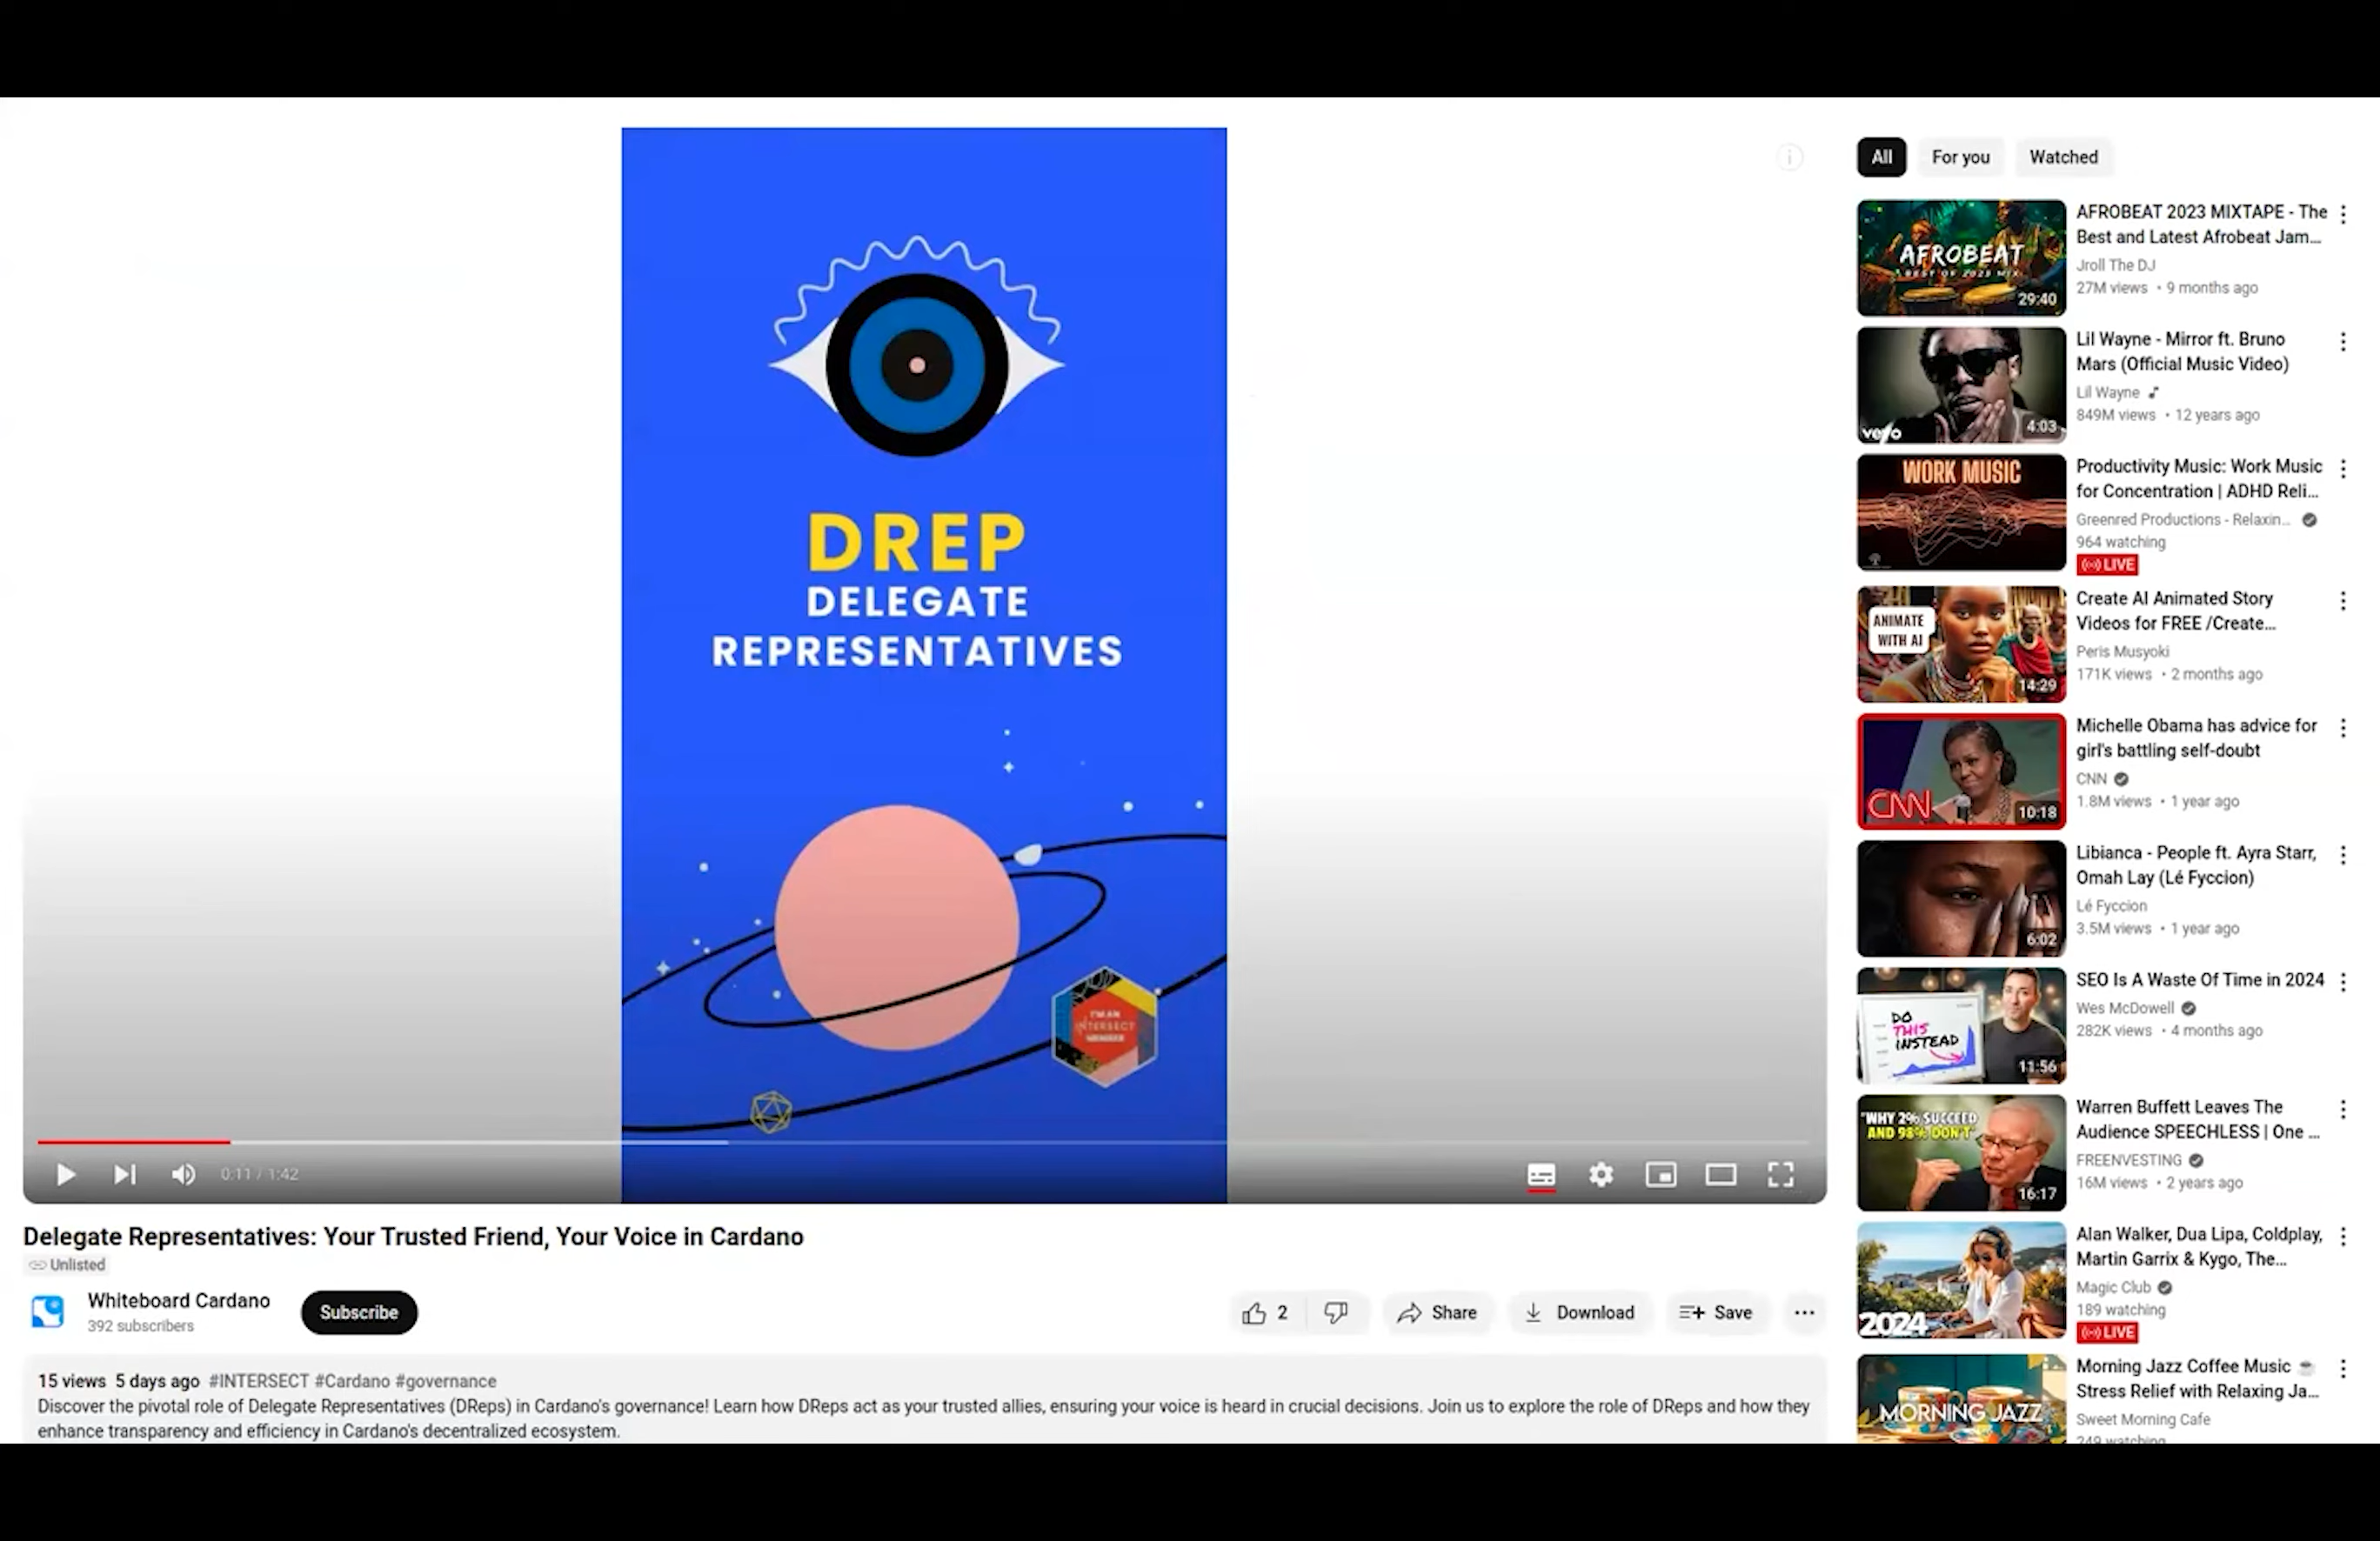 DREP
DELEGATE
REPRESENTATIVES
I'M AN
INTERSECT
MEMBER
0:11 / 1:42
Delegate Representatives: Your Trusted Friend, Your Voice in Cardano
Unlisted
Whiteboard Cardano
392 subscribers
Subscribe
2
Share
Download
Save
15 views 5 days ago #INTERSECT #Cardano #governance
Discover the pivotal role of Delegate Representatives (DReps) in Cardano's governance! Learn how DReps act as your trusted allies, ensuring your voice is heard in crucial decisions. Join us to explore the role of DReps and how they
enhance transparency and efficiency in Cardano's decentralized ecosystem.
All
For you
Watched
AFROBEAT
BEST OF 2023 MIX
29:40
AFROBEAT 2023 MIXTAPE - The
Best and Latest Afrobeat Jam...
Jroll The DJ
27M views • 9 months ago
vevo
4:03
Lil Wayne - Mirror ft. Bruno
Mars (Official Music Video)
Lil Wayne
849M views • 12 years ago
WORK MUSIC
Productivity Music: Work Music
for Concentration | ADHD Reli...
Greenred Productions - Relaxin...
964 watching
LIVE
ANIMATE
WITH AI
14:29
Create AI Animated Story
Videos for FREE /Create...
Peris Musyoki
171K views • 2 months ago
CNN
10:18
Michelle Obama has advice for
girl's battling self-doubt
CNN
1.8M views • 1 year ago
6:02
Libianca - People ft. Ayra Starr,
Omah Lay (Lé Fyccion)
Lé Fyccion
3.5M views • 1 year ago
DO
THIS
INSTEAD
11:56
SEO Is A Waste Of Time in 2024
Wes McDowell
282K views • 4 months ago
"WHY 2% SUCCEED
AND 98% DON'T"
16:17
Warren Buffett Leaves The
Audience SPEECHLESS | One ...
FREENVESTING
16M views • 2 years ago
2024
Alan Walker, Dua Lipa, Coldplay,
Martin Garrix & Kygo, The...
Magic Club
189 watching
LIVE
MORNING JAZZ
Morning Jazz Coffee Music ☕
Stress Relief with Relaxing Ja...
Sweet Morning Cafe
249 watching